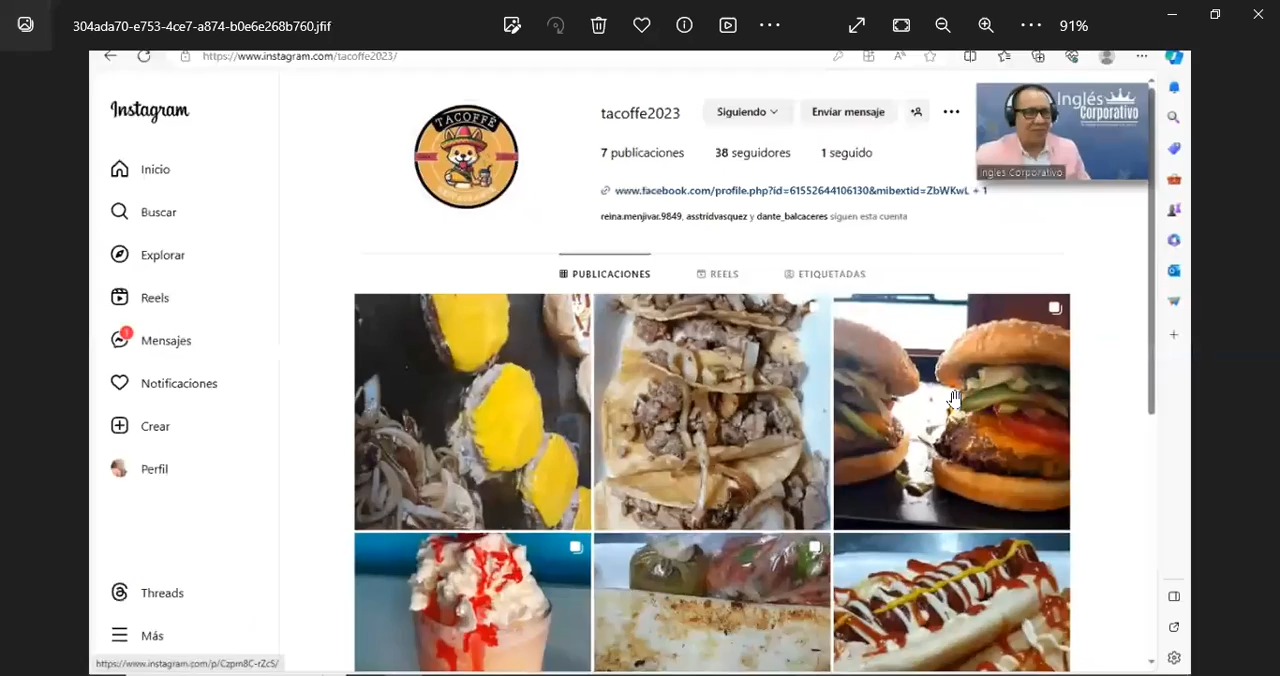 304ada70-e753-4ce7-a874-b0e6e268b760.jfif
91%
https://www.instagram.com/tacoffe2023/
Instagram
tacoffe2023
Siguiendo
Enviar mensaje
7 publicaciones
38 seguidores
1 seguido
www.facebook.com/profile.php?id=61552644106130&mibextid=ZbWKwL + 1
reina.menjivar.9849, asstridvasquez y dante_balcaceres siguen esta cuenta
TACOFFÉ
Inglés
Corporativo
Ingles Corporativo
Inicio
Buscar
Explorar
Reels
1
Mensajes
Notificaciones
Crear
Perfil
Threads
Más
PUBLICACIONES
REELS
ETIQUETADAS
https://www.instagram.com/p/Czpm8C-rZcS/